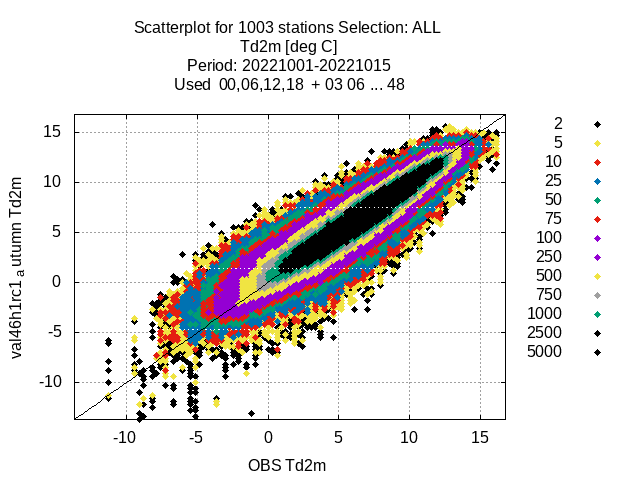 Scatterplot for 1003 stations Selection: ALL
Td2m [deg C]
Period: 20221001-20221015
Used 00,06,12,18 + 03 06 ... 48
val46h1rc1 a utumn Td2m
15
10
5
0
-5
-10
-10 -5 0 5 10 15
OBS Td2m
2
5
10
25
50
75
100
250
500
750
1000
2500
5000